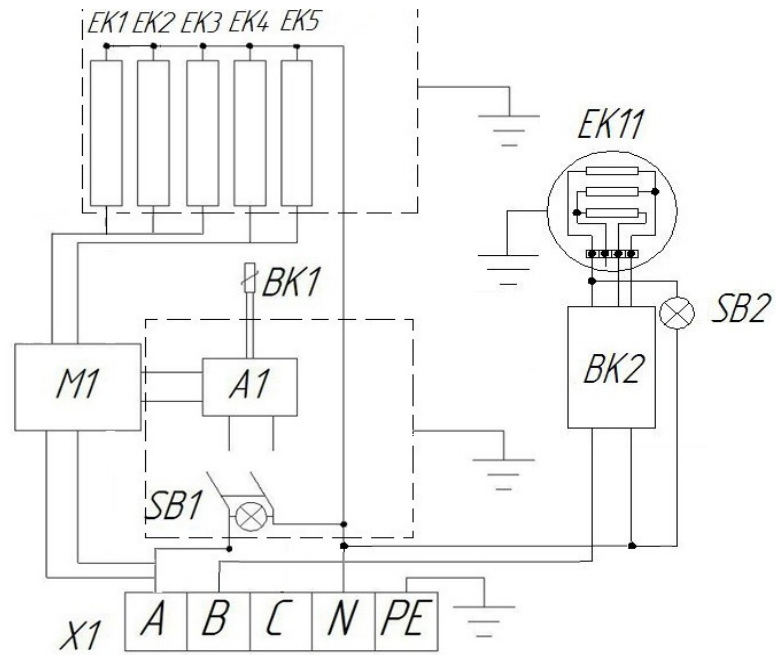 EK1 EK2 EK3 EK4 EK5
EK11
BK1
SB2
M1
A1
BK2
SB1
X1
A B C N PE